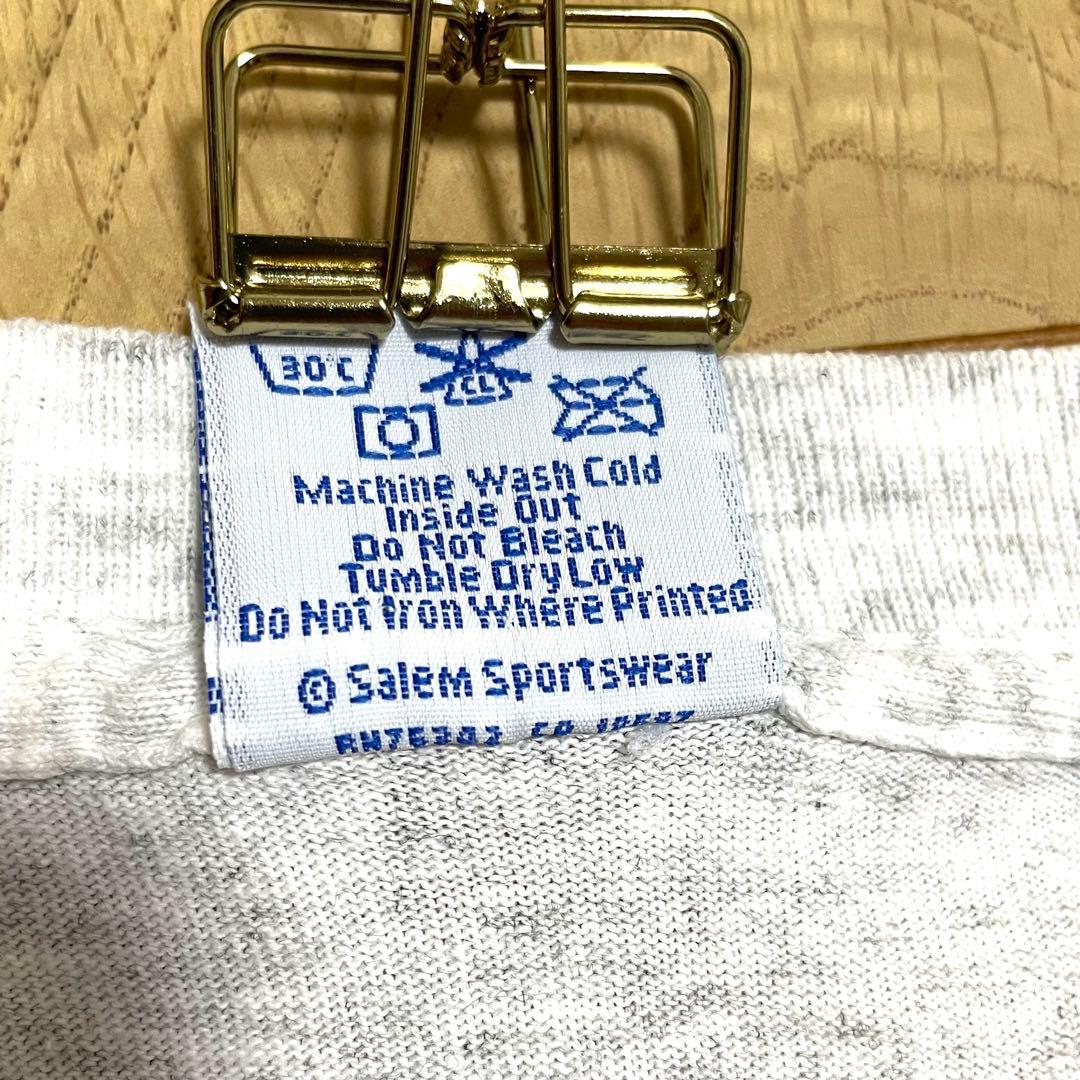 30°C
CL
Machine Wash Cold
Inside Out
Do Not Bleach
Tumble Dry Low
Do Not Iron Where Printed
© Salem Sportswear